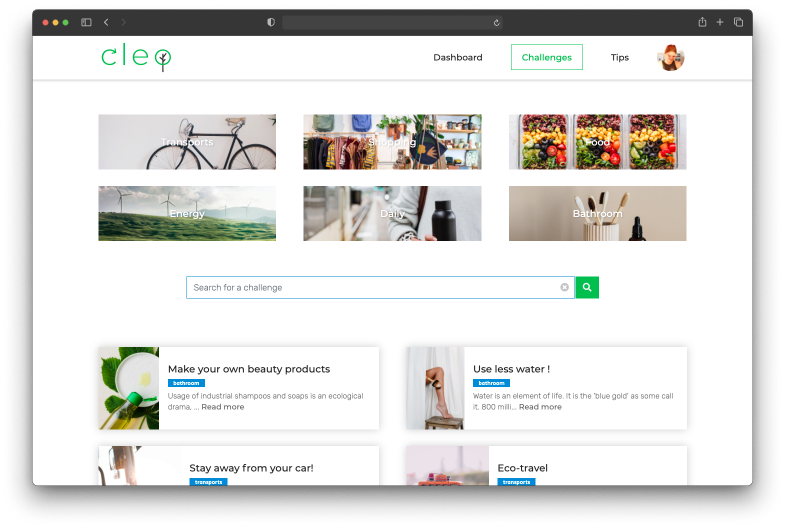 cleo
Dashboard
Challenges
Tips
Transports
Shopping
Food
Energy
Daily
Bathroom
Search for a challenge
Make your own beauty products
bathroom
Usage of industrial shampoos and soaps is an ecological
drama, ... Read more
Use less water !
bathroom
Water is an element of life. It is the 'blue gold' as some call
it. 800 milli... Read more
Stay away from your car!
transports
Eco-travel
transports